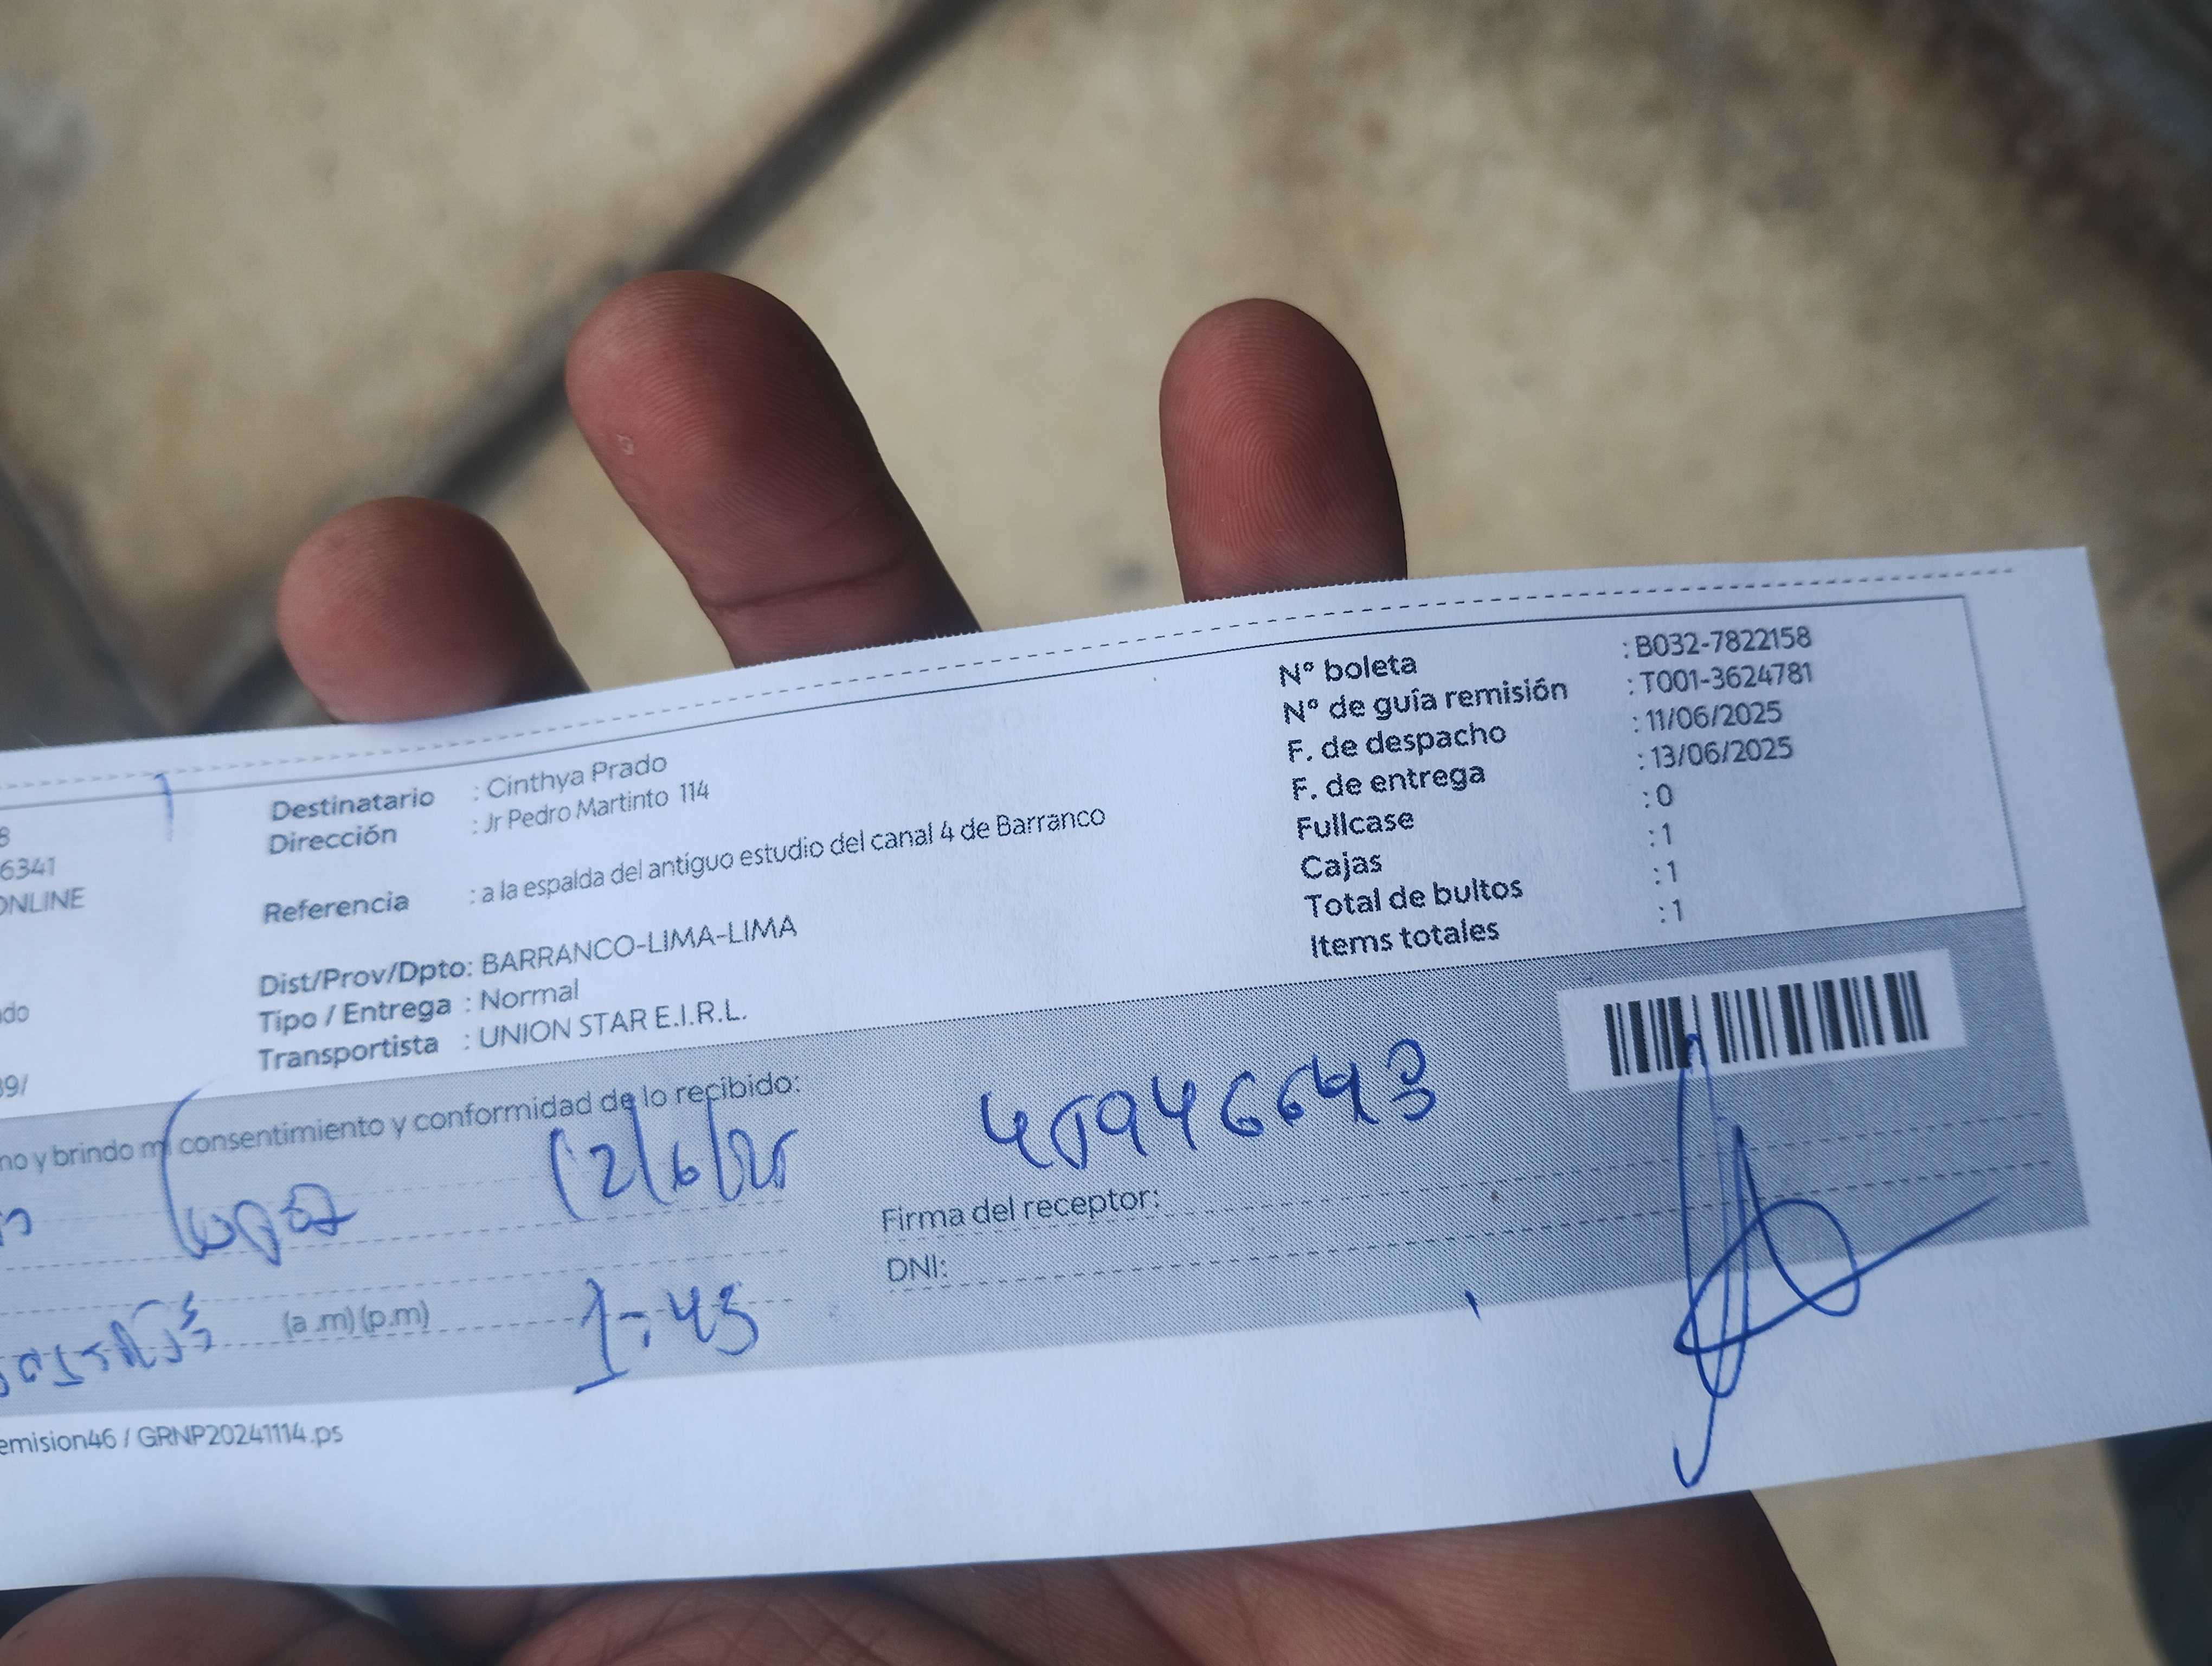 8
6341
ONLINE
do
39/
Destinatario : Cinthya Prado
Dirección : Jr Pedro Martinto 114
Referencia : a la espalda del antíguo estudio del canal 4 de Barranco
Dist/Prov/Dpto: BARRANCO-LIMA-LIMA
Tipo / Entrega : Normal
Transportista : UNION STAR E.I.R.L.
N° boleta : B032-7822158
N° de guía remisión : T001-3624781
F. de despacho : 11/06/2025
F. de entrega : 13/06/2025
Fullcase : 0
Cajas : 1
Total de bultos : 1
Items totales : 1
no y brindo mi consentimiento y conformidad de lo recibido:
12/6/25
(a.m) (p.m) 1:45
Firma del receptor:
DNI:
emision46 / GRNP20241114.ps